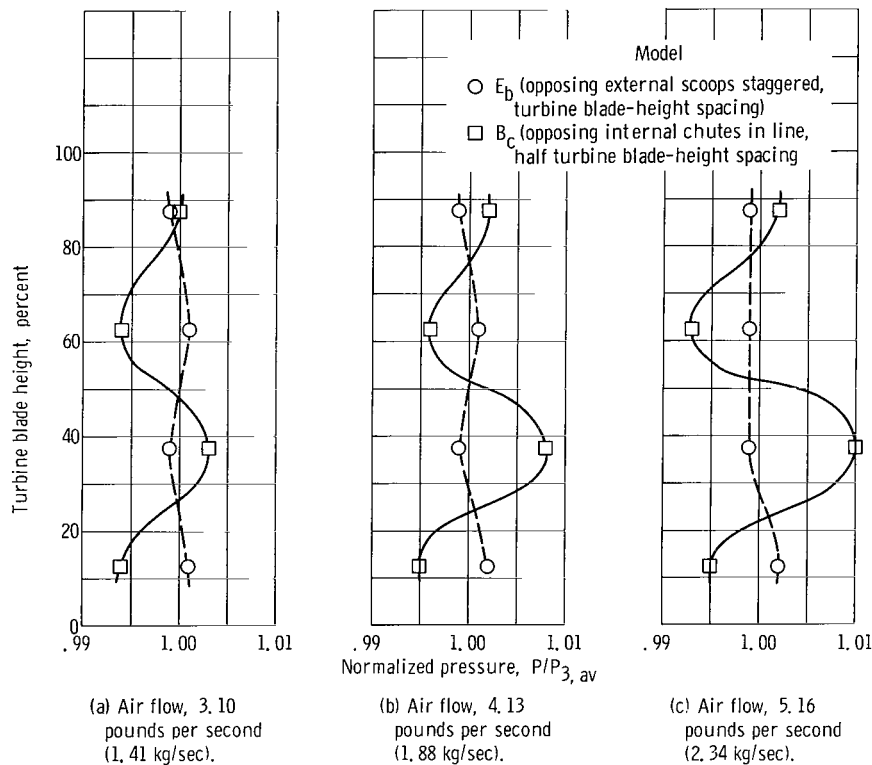 Model
E_b (opposing external scoops staggered,
turbine blade-height spacing)
B_c (opposing internal chutes in line,
half turbine blade-height spacing
Turbine blade height, percent
100
80
60
40
20
0
.99 1.00 1.01
.99 1.00 1.01
.99 1.00 1.01
Normalized pressure, P/P_3, av
(a) Air flow, 3.10
pounds per second
(1.41 kg/sec).
(b) Air flow, 4.13
pounds per second
(1.88 kg/sec).
(c) Air flow, 5.16
pounds per second
(2.34 kg/sec).